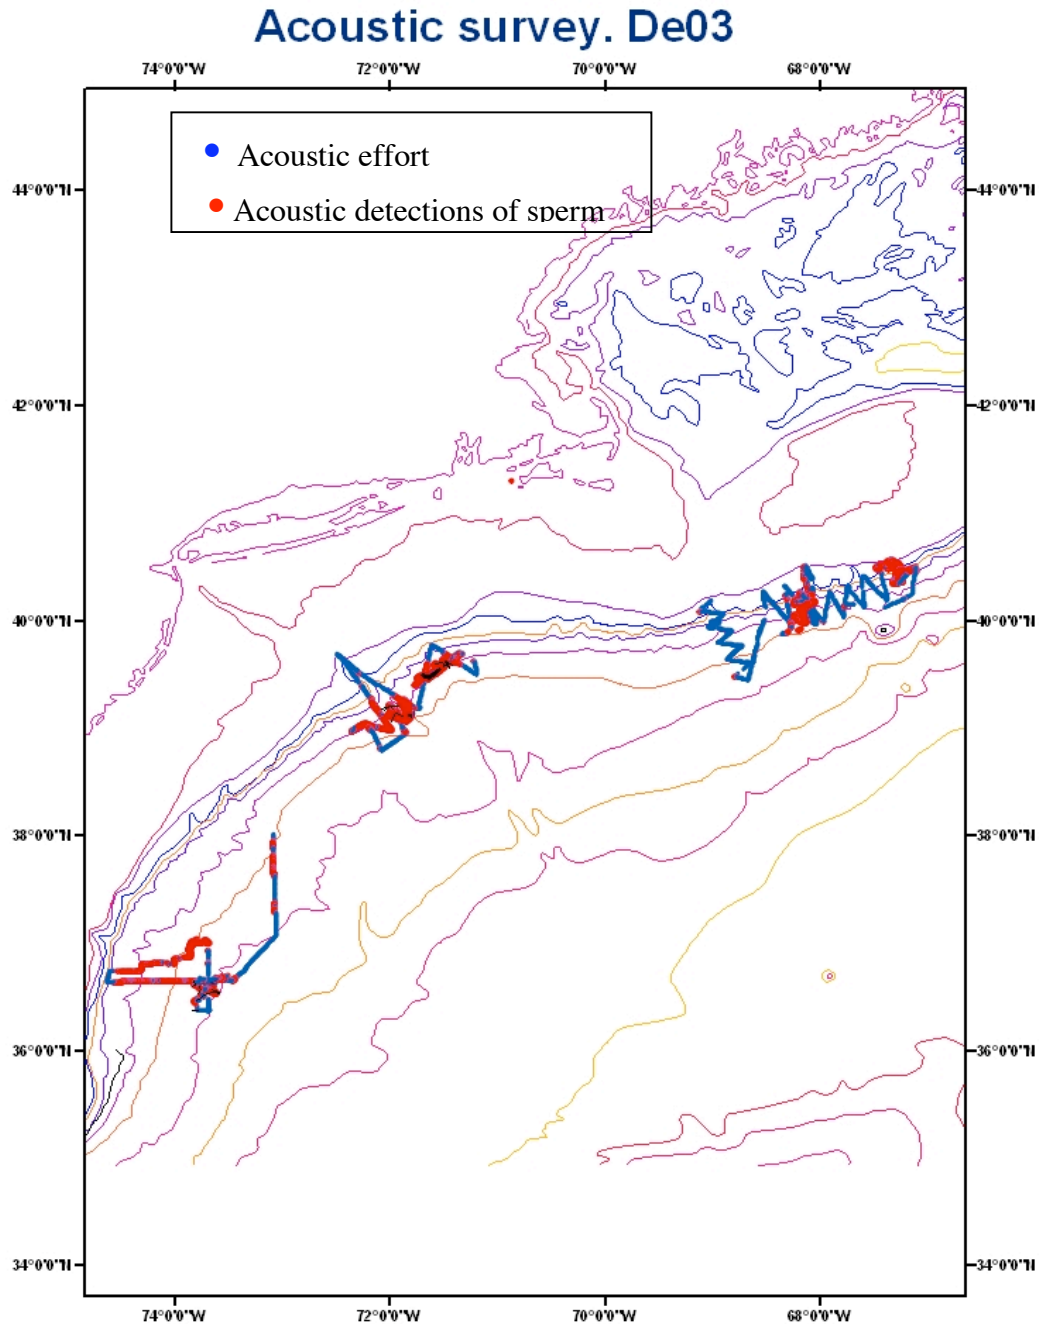 Acoustic survey. De03
74°0'0"W 72°0'0"W 70°0'0"W 68°0'0"W
Acoustic effort
Acoustic detections of sperm
44°0'0"N 44°0'0"N
42°0'0"N 42°0'0"N
40°0'0"N 40°0'0"N
38°0'0"N 38°0'0"N
36°0'0"N 36°0'0"N
34°0'0"N 34°0'0"N
74°0'0"W 72°0'0"W 70°0'0"W 68°0'0"W